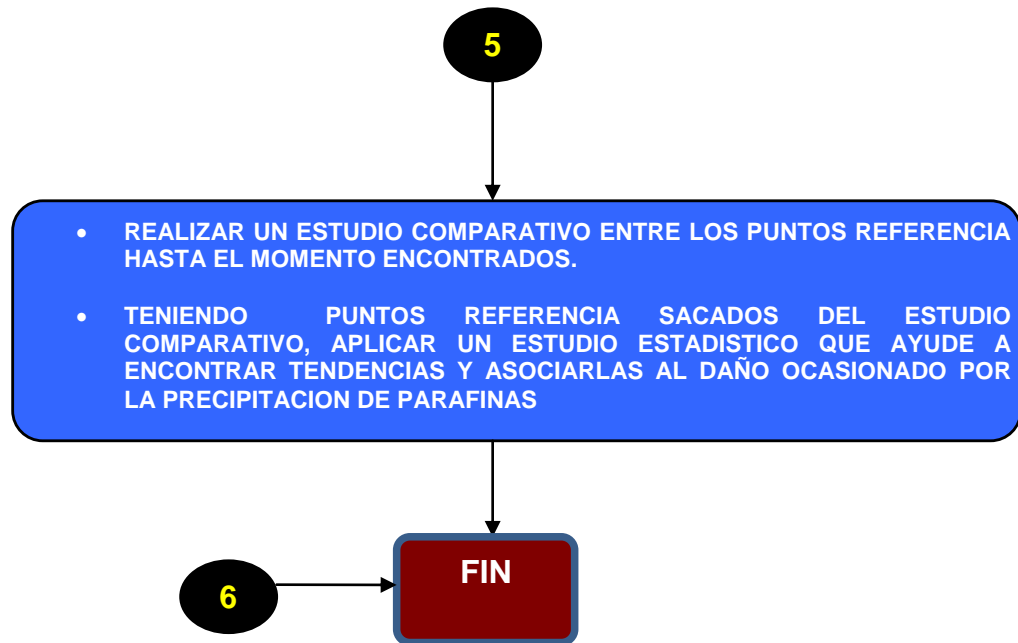 5
• REALIZAR UN ESTUDIO COMPARATIVO ENTRE LOS PUNTOS REFERENCIA
HASTA EL MOMENTO ENCONTRADOS.
• TENIENDO PUNTOS REFERENCIA SACADOS DEL ESTUDIO
COMPARATIVO, APLICAR UN ESTUDIO ESTADISTICO QUE AYUDE A
ENCONTRAR TENDENCIAS Y ASOCIARLAS AL DAÑO OCASIONADO POR
LA PRECIPITACION DE PARAFINAS
FIN
6